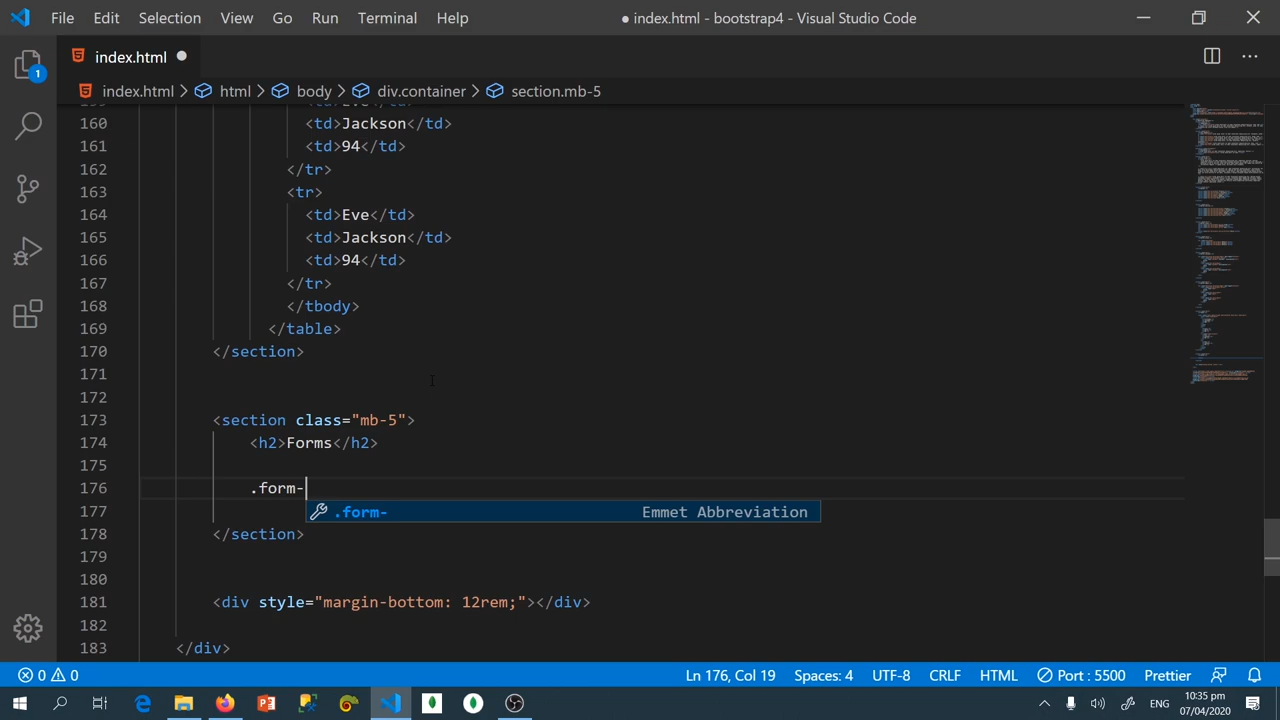 File Edit Selection View Go Run Terminal Help ● index.html - bootstrap4 - Visual Studio Code
index.html
index.html > html > body > div.container > section.mb-5
160 <td>Jackson</td>
161 <td>94</td>
162 </tr>
163 <tr>
164 <td>Eve</td>
165 <td>Jackson</td>
166 <td>94</td>
167 </tr>
168 </tbody>
169 </table>
170 </section>
171
172
173 <section class="mb-5">
174 <h2>Forms</h2>
175
176 .form-
177 .form- Emmet Abbreviation
178 </section>
179
180
181 <div style="margin-bottom: 12rem;"></div>
182
183 </div>
1
0 0 Ln 176, Col 19 Spaces: 4 UTF-8 CRLF HTML Port : 5500 Prettier
ENG 10:35 pm
07/04/2020